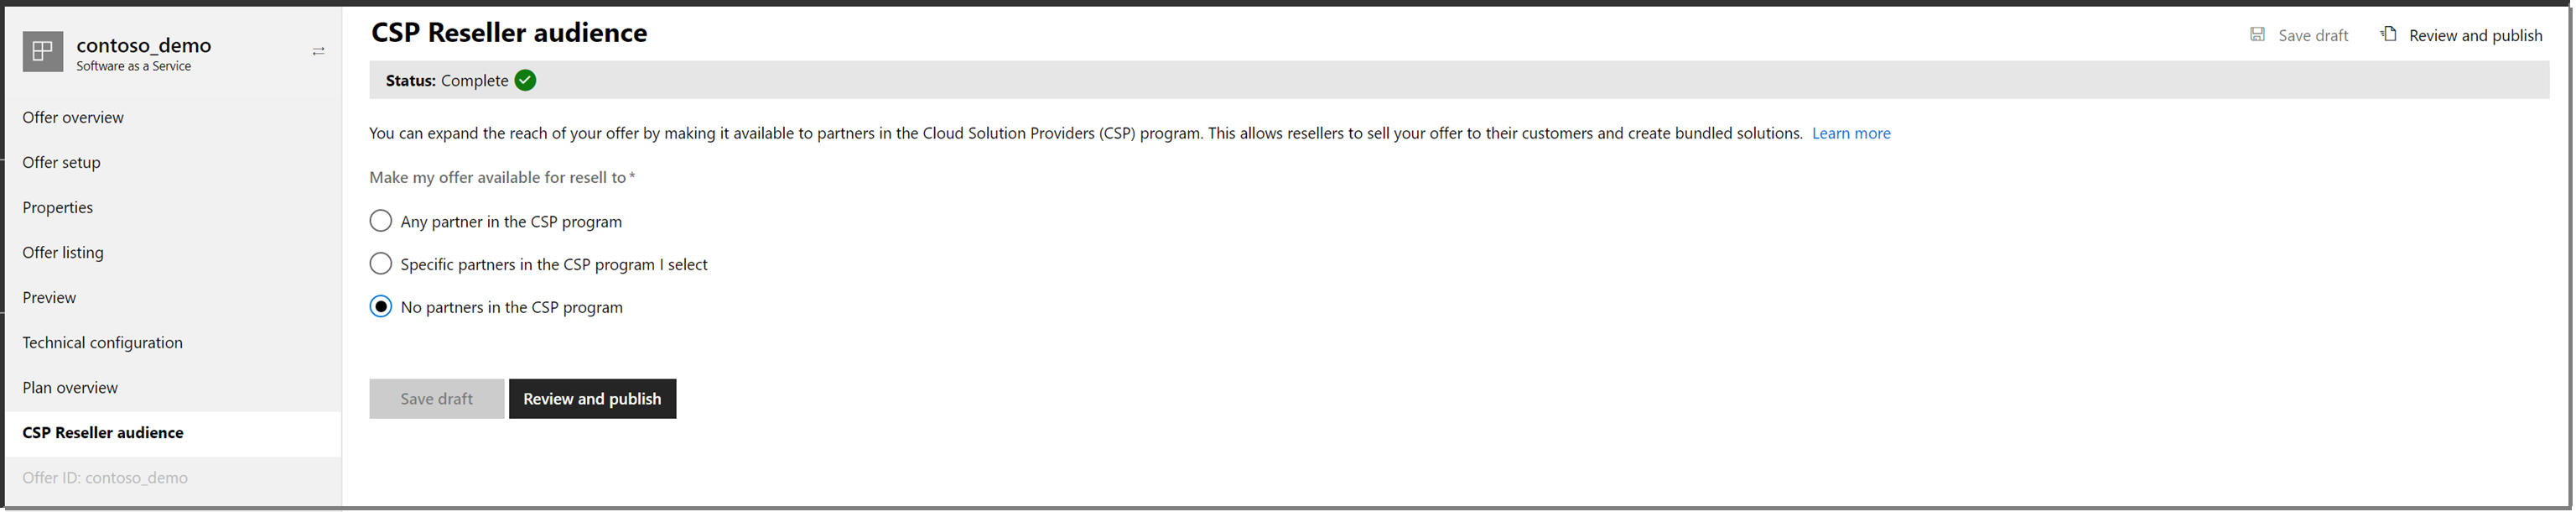 contoso_demo
Software as a Service
Offer overview
Offer setup
Properties
Offer listing
Preview
Technical configuration
Plan overview
CSP Reseller audience
Offer ID: contoso_demo
CSP Reseller audience
Save draft
Review and publish
Status: Complete
You can expand the reach of your offer by making it available to partners in the Cloud Solution Providers (CSP) program. This allows resellers to sell your offer to their customers and create bundled solutions. Learn more
Make my offer available for resell to *
Any partner in the CSP program
Specific partners in the CSP program I select
No partners in the CSP program
Save draft
Review and publish